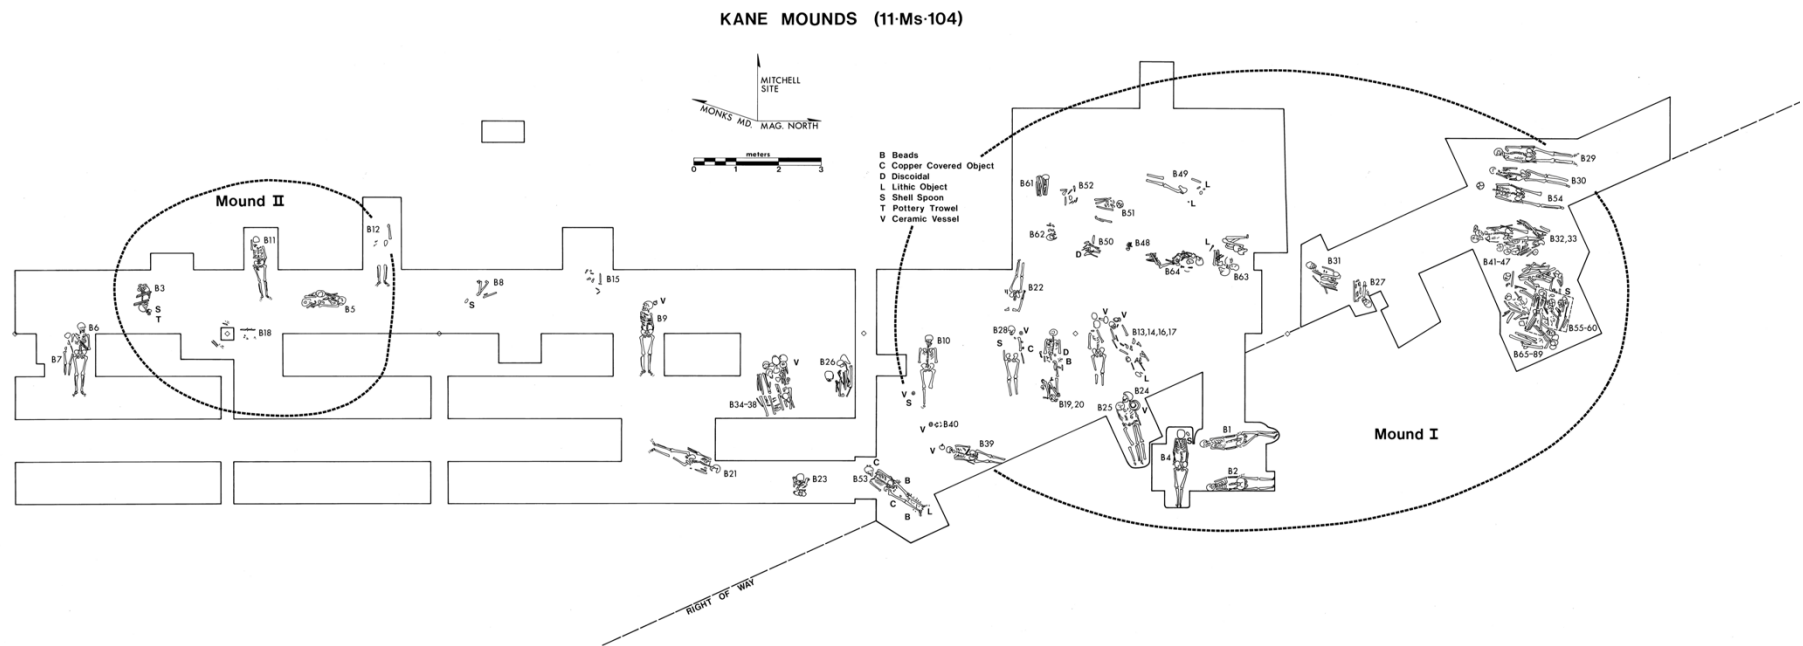 KANE MOUNDS (11·Ms·104)
MITCHELL
SITE
MONKS MD.
MAG. NORTH
meters
0 1 2 3
B Beads
C Copper Covered Object
D Discoidal
L Lithic Object
S Shell Spoon
T Pottery Trowel
V Ceramic Vessel
Mound II
B12
B11
B3
S
T
B5
B18
B6
B7
B8
S
B15
V
B9
V
B34-38
B26
B21
B23
B61
B52
B49
L
L
B51
B62
B50
D
B48
B64
L
B63
B22
B10
V
S
B28
V
S
C
D
B
B19,20
V
V
B13,14,16,17
L
B24
B25
V
V
B40
V
B39
C
B53
B
C
B
L
B4
S
B1
B2
B29
B30
B54
B32,33
B41-47
B31
B27
L
S
B55-60
B65-89
Mound I
RIGHT OF WAY